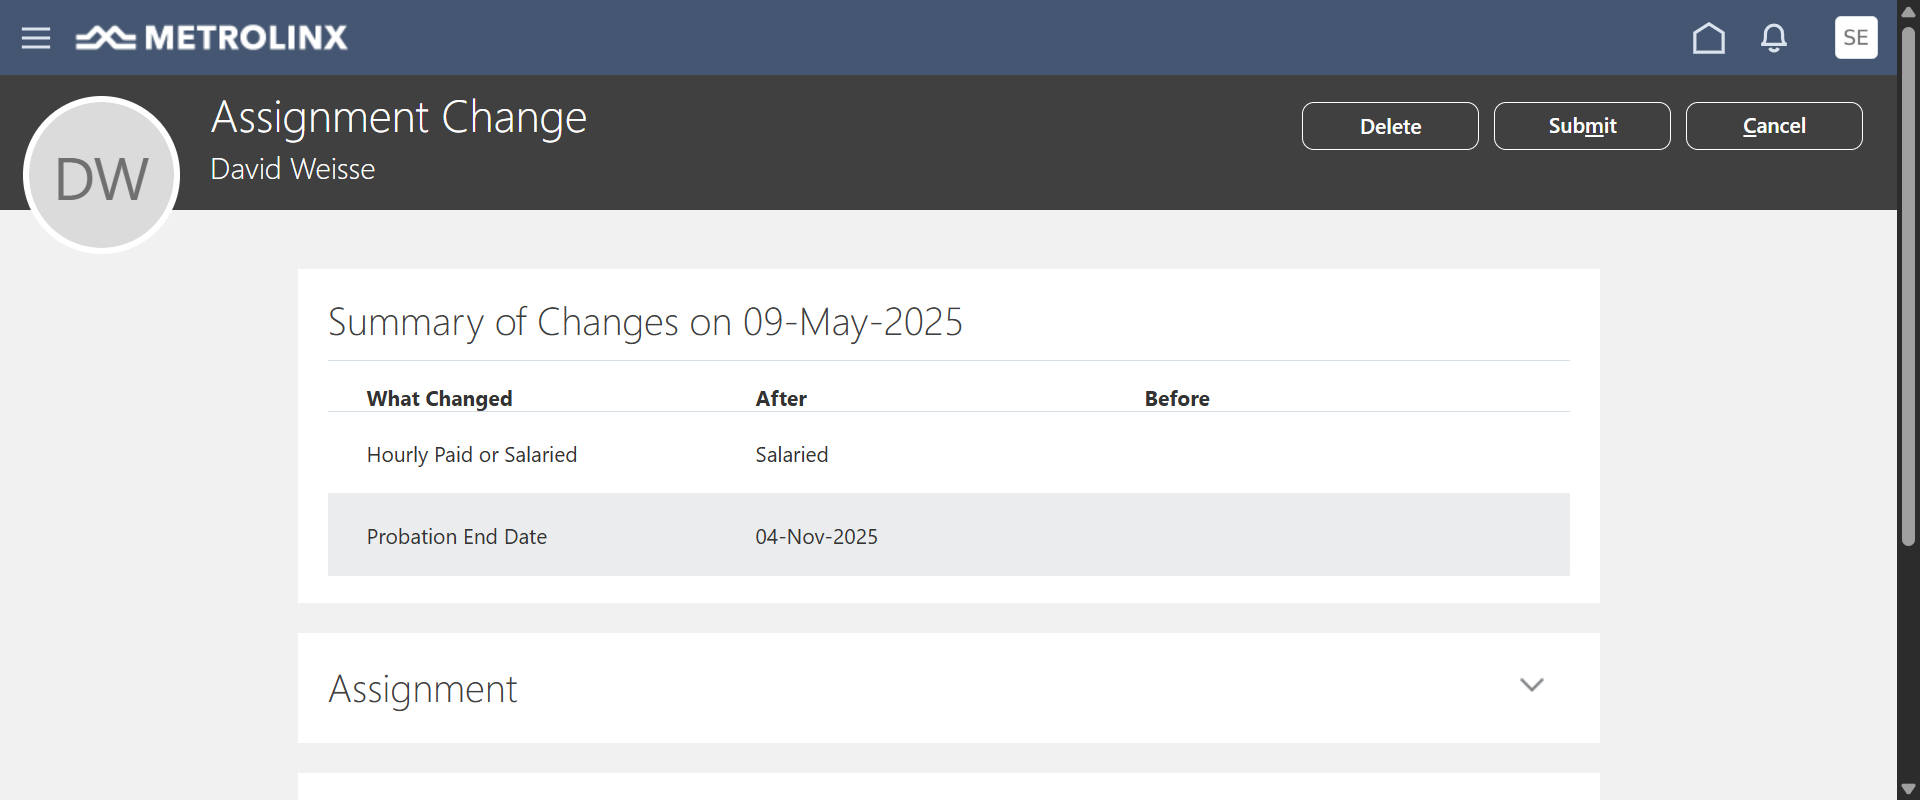 METROLINX
SE
DW
Assignment Change
David Weisse
Delete
Submit
Cancel
Summary of Changes on 09-May-2025
What Changed After Before
Hourly Paid or Salaried Salaried
Probation End Date 04-Nov-2025
Assignment